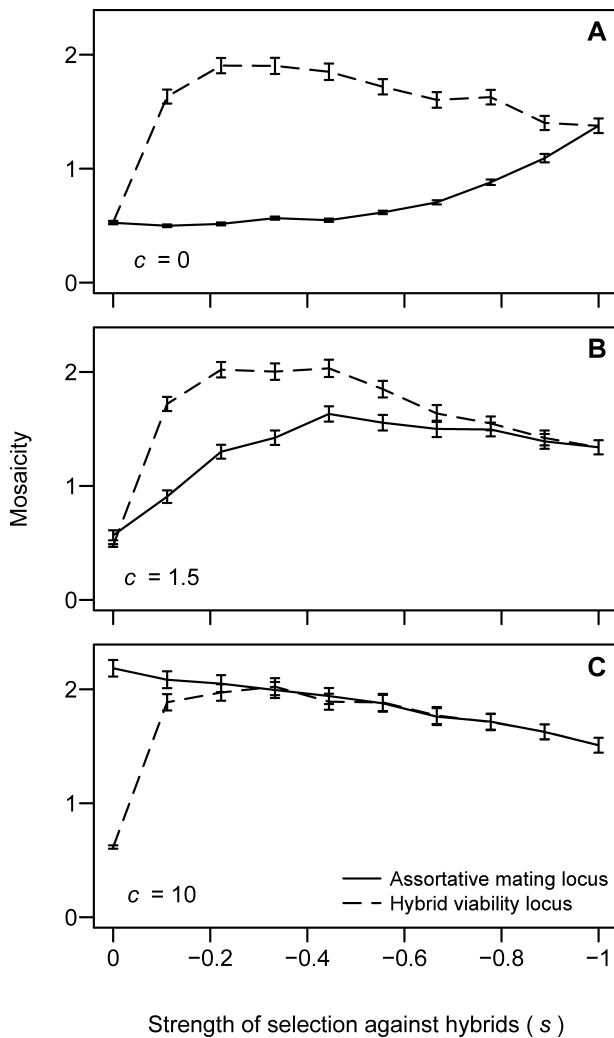 A
2
1
0
c = 0
B
2
1
0
c = 1.5
Mosaicity
C
2
1
0
c = 10
Assortative mating locus
Hybrid viability locus
0 −0.2 −0.4 −0.6 −0.8 −1
Strength of selection against hybrids ( s )